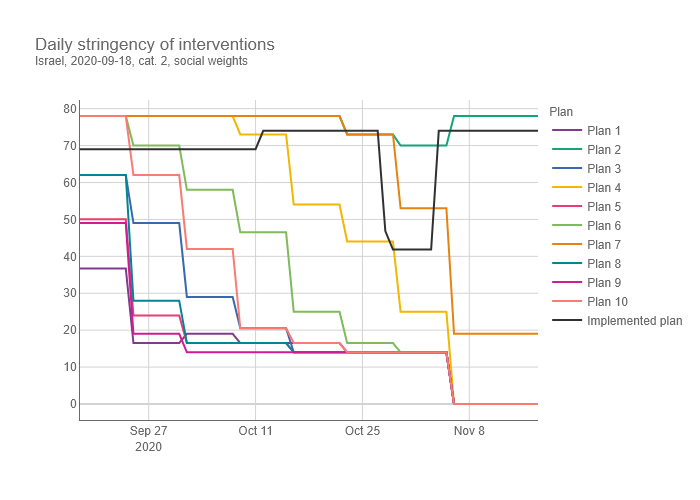 Daily stringency of interventions
Israel, 2020-09-18, cat. 2, social weights
Plan
80
70
60
50
40
30
20
10
0
Plan 1
Plan 2
Plan 3
Plan 4
Plan 5
Plan 6
Plan 7
Plan 8
Plan 9
Plan 10
Implemented plan
Sep 27
2020
Oct 11
Oct 25
Nov 8